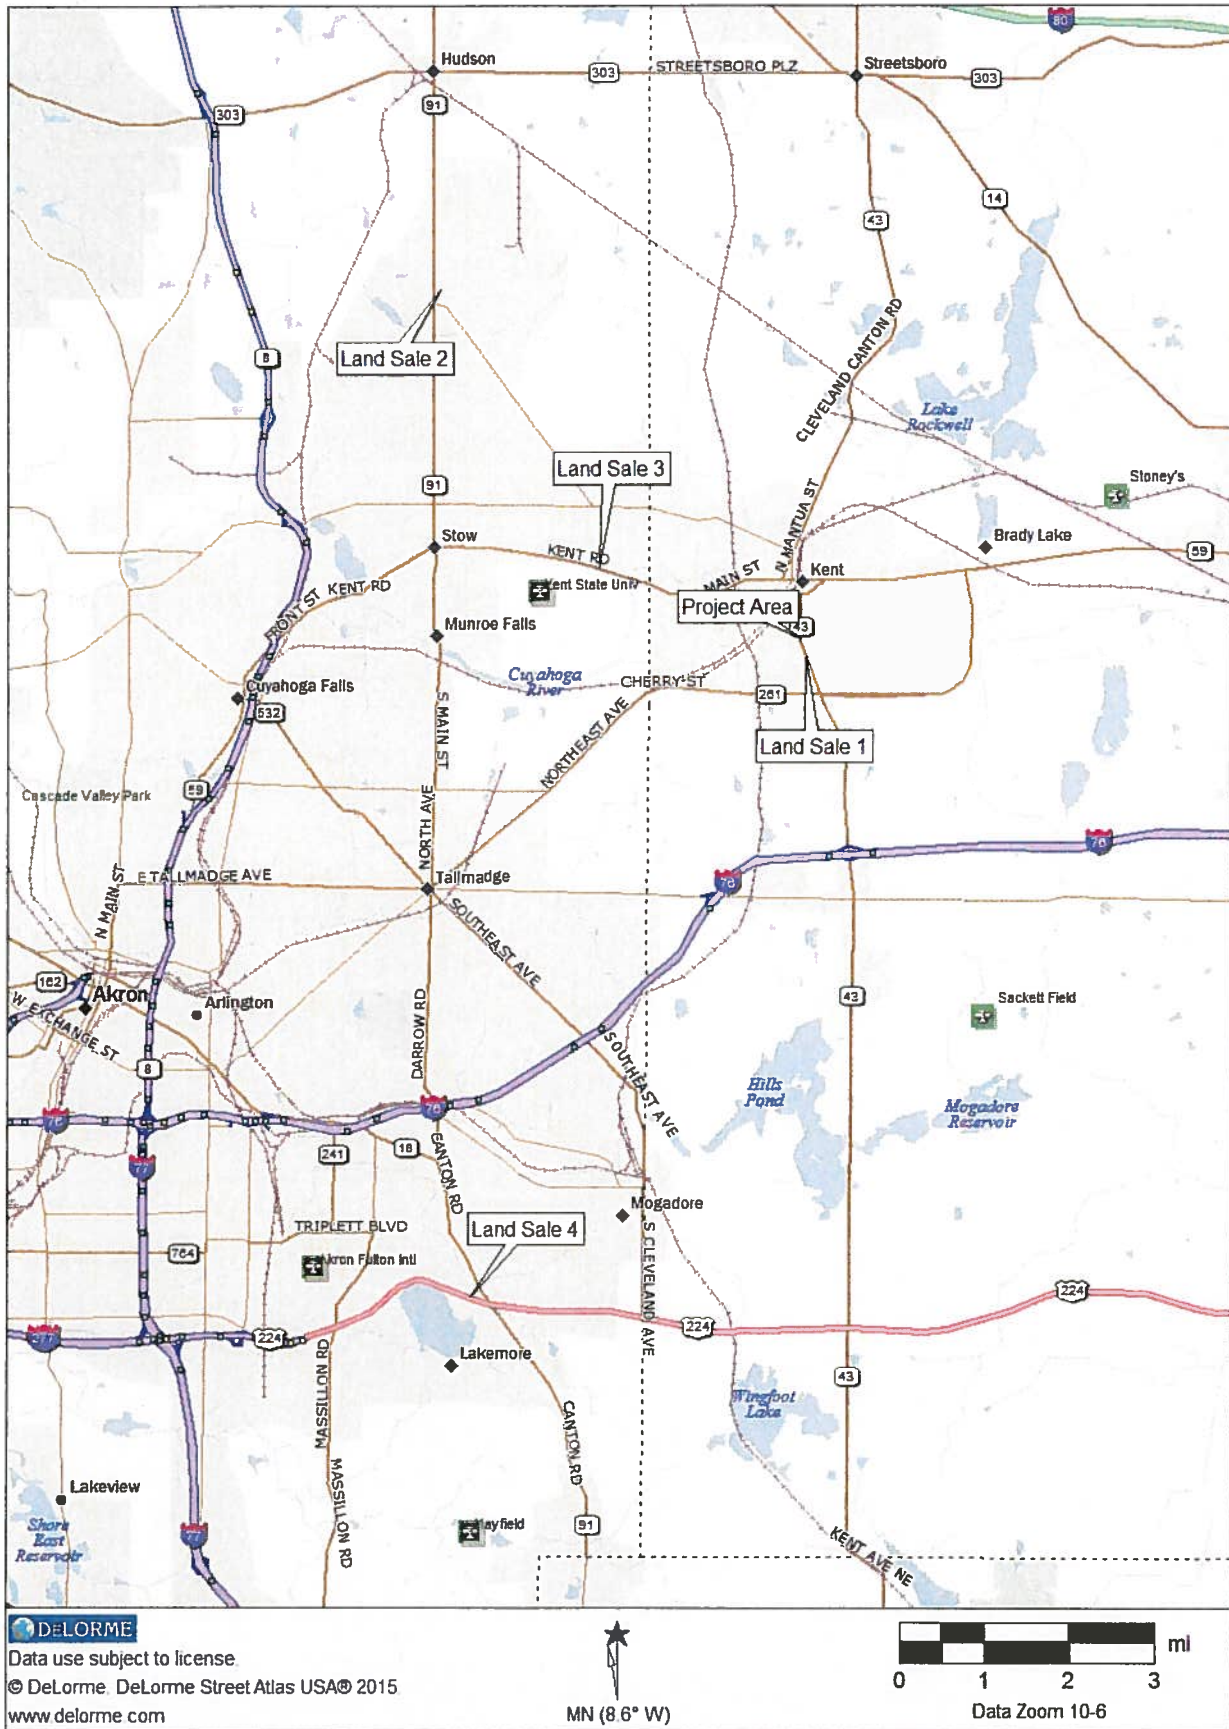 80
Hudson
303
STREETSBORO PLZ
Streetsboro
303
91
303
14
43
8
Land Sale 2
CLEVELAND CANTON RD
Lake
Rockwell
Land Sale 3
91
Stoney's
N MANTUA ST
Stow
KENT RD
Brady Lake
59
MAIN ST
Kent
KENT RD
FRONT ST
Kent State Univ
Project Area
43
Munroe Falls
Cuyahoga
River
CHERRY ST
261
Cuyahoga Falls
532
S MAIN ST
NORTHEAST AVE
Land Sale 1
59
Cascade Valley Park
NORTH AVE
76
E TALLMADGE AVE
Tallmadge
76
N MAIN ST
SOUTHEAST AVE
162
Akron
Arlington
43
Sackett Field
W EXCHANGE ST
DARROW RD
8
SOUTHEAST AVE
Hills
Pond
Mogadore
Reservoir
76
76
241
18
CANTON RD
77
Mogadore
TRIPLETT BLVD
Land Sale 4
S CLEVELAND AVE
764
Akron Fulton Intl
224
224
224
Lakemore
43
MASSILLON RD
Wingfoot
Lake
CANTON RD
MASSILLON RD
Lakeview
Shore
East
Reservoir
77
Mayfield
91
KENT AVE NE
DELORME
Data use subject to license.
© DeLorme. DeLorme Street Atlas USA® 2015.
www.delorme.com
MN (8.6° W)
mi
0 1 2 3
Data Zoom 10-6